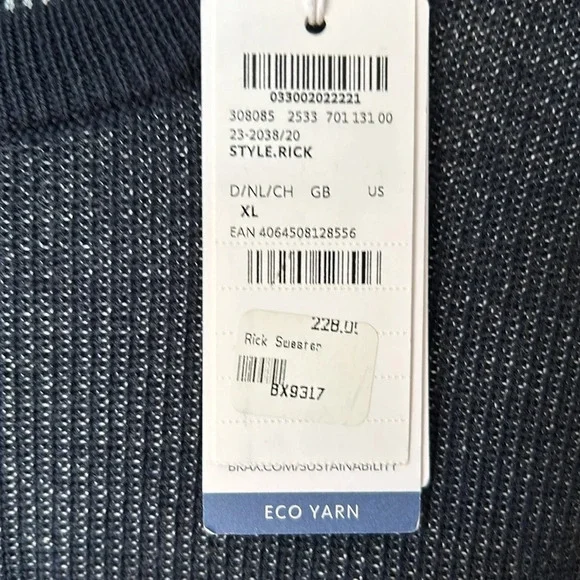 033002022221
308085 2533 701 131 00
23-2038/20
STYLE.RICK
D/NL/CH GB US
XL
EAN 4064508128556
228.0
Rick Sweater
BX9317
BRAX.COM/SUSTAINABILITY
ECO YARN